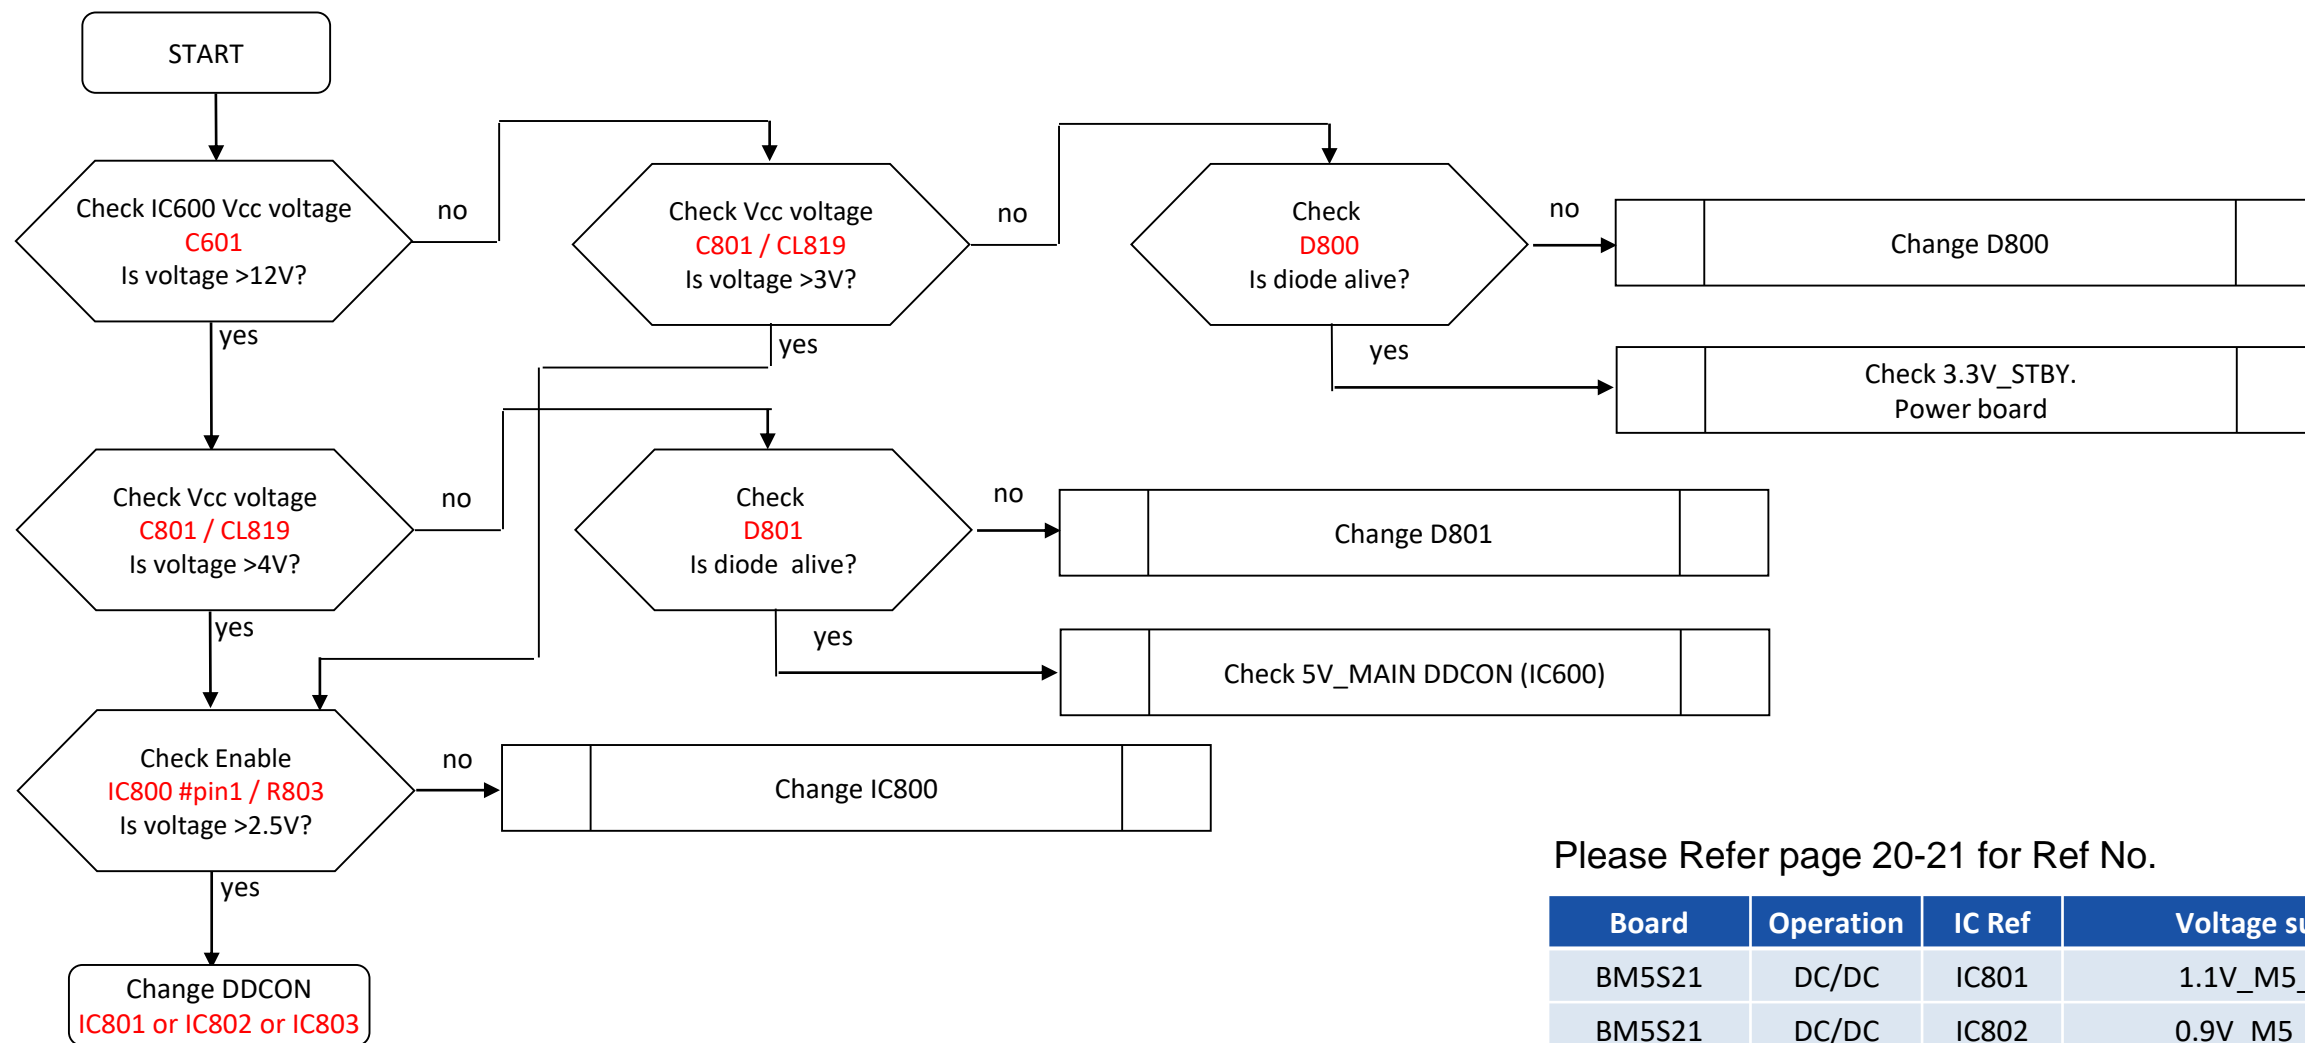 START
Check IC600 Vcc voltage
C601
Is voltage >12V?
no
yes
Check Vcc voltage
C801 / CL819
Is voltage >3V?
no
yes
Check
D800
Is diode alive?
no
yes
Change D800
Check 3.3V_STBY.
Power board
Check Vcc voltage
C801 / CL819
Is voltage >4V?
no
yes
Check
D801
Is diode  alive?
no
yes
Change D801
Check 5V_MAIN DDCON (IC600)
Check Enable
IC800 #pin1 / R803
Is voltage >2.5V?
no
yes
Change IC800
Change DDCON
IC801 or IC802 or IC803
Please Refer page 20-21 for Ref No.
Board Operation IC Ref Voltage
BM5S21 DC/DC IC801 1.1V_M5_
BM5S21 DC/DC IC802 0.9V_M5